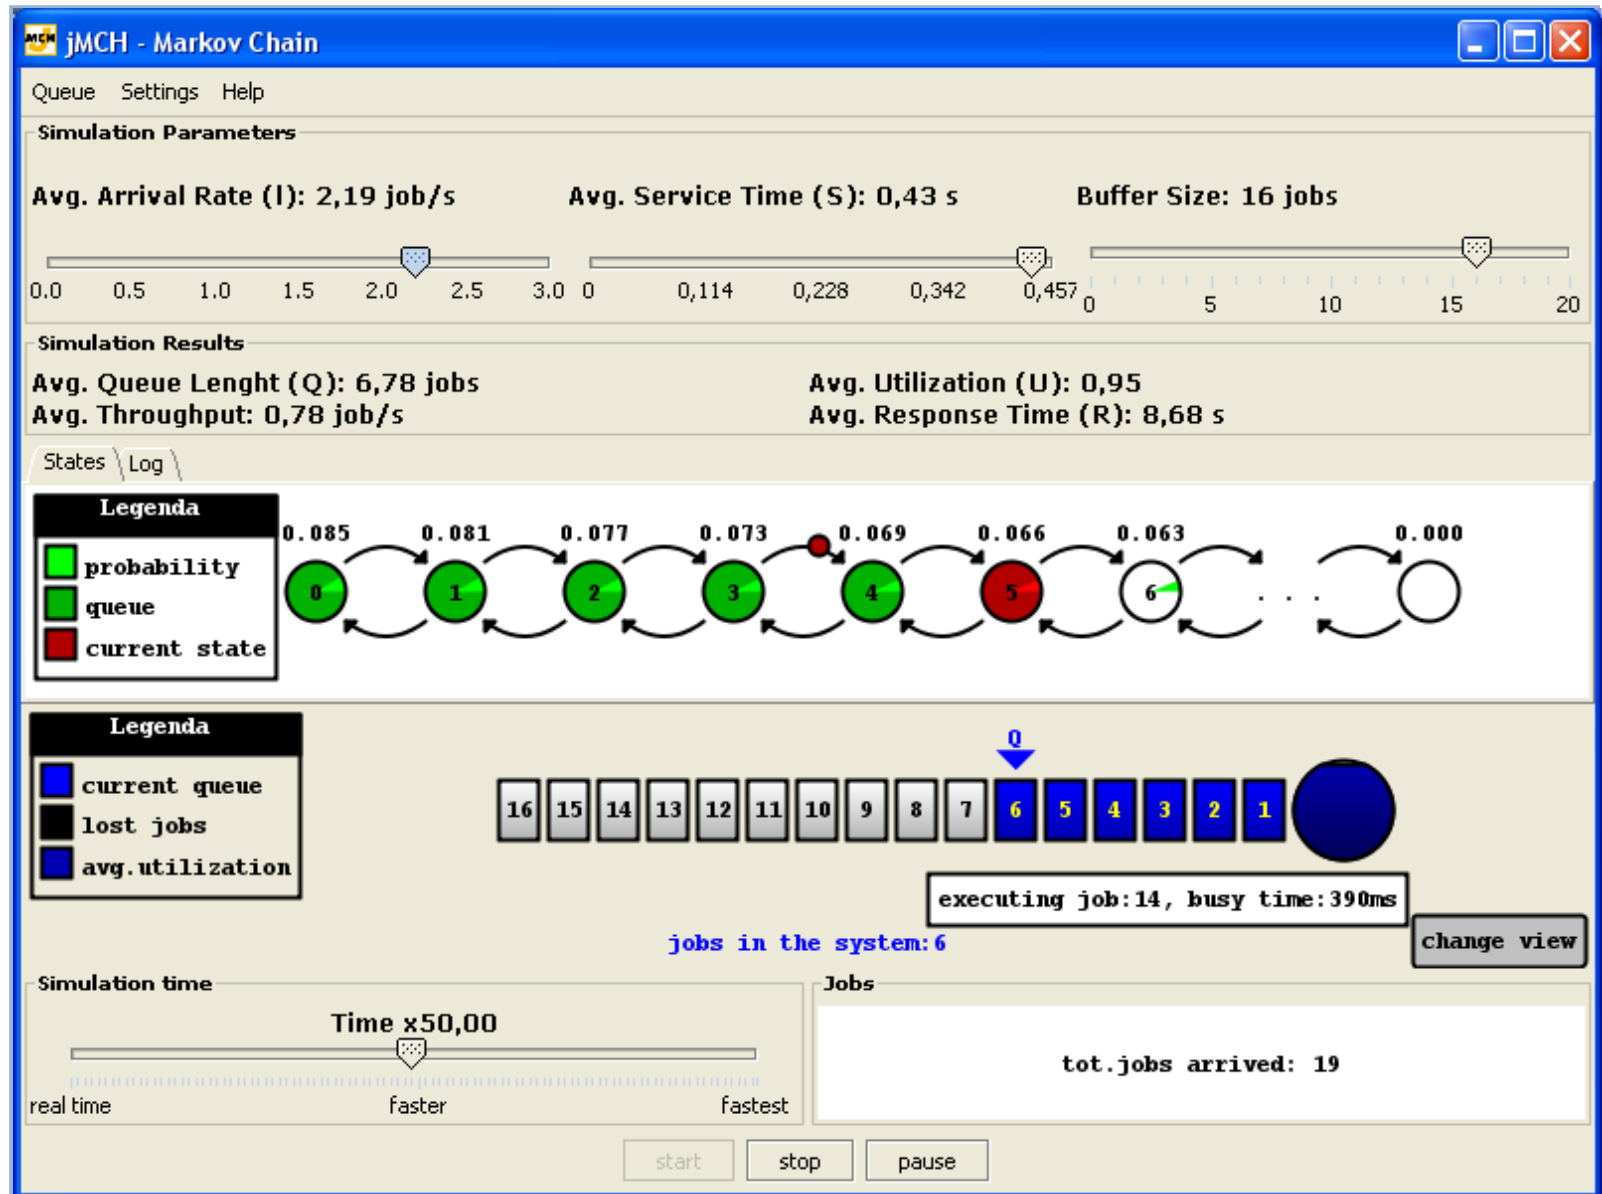 MCH jMCH - Markov Chain
Queue Settings Help
Simulation Parameters
Avg. Arrival Rate (l): 2,19 job/s Avg. Service Time (S): 0,43 s Buffer Size: 16 jobs
0.0 0.5 1.0 1.5 2.0 2.5 3.0 0 0,114 0,228 0,342 0,457 0 5 10 15 20
Simulation Results
Avg. Queue Lenght (Q): 6,78 jobs Avg. Utilization (U): 0,95
Avg. Throughput: 0,78 job/s Avg. Response Time (R): 8,68 s
States Log
Legenda
probability
queue
current state
0.085 0.081 0.077 0.073 0.069 0.066 0.063 0.000
0 1 2 3 4 5 6 . . .
Legenda
current queue
lost jobs
avg.utilization
Q
16 15 14 13 12 11 10 9 8 7 6 5 4 3 2 1
executing job:14, busy time:390ms
jobs in the system:6
change view
Simulation time
Time x50,00
real time faster fastest
Jobs
tot.jobs arrived: 19
start stop pause